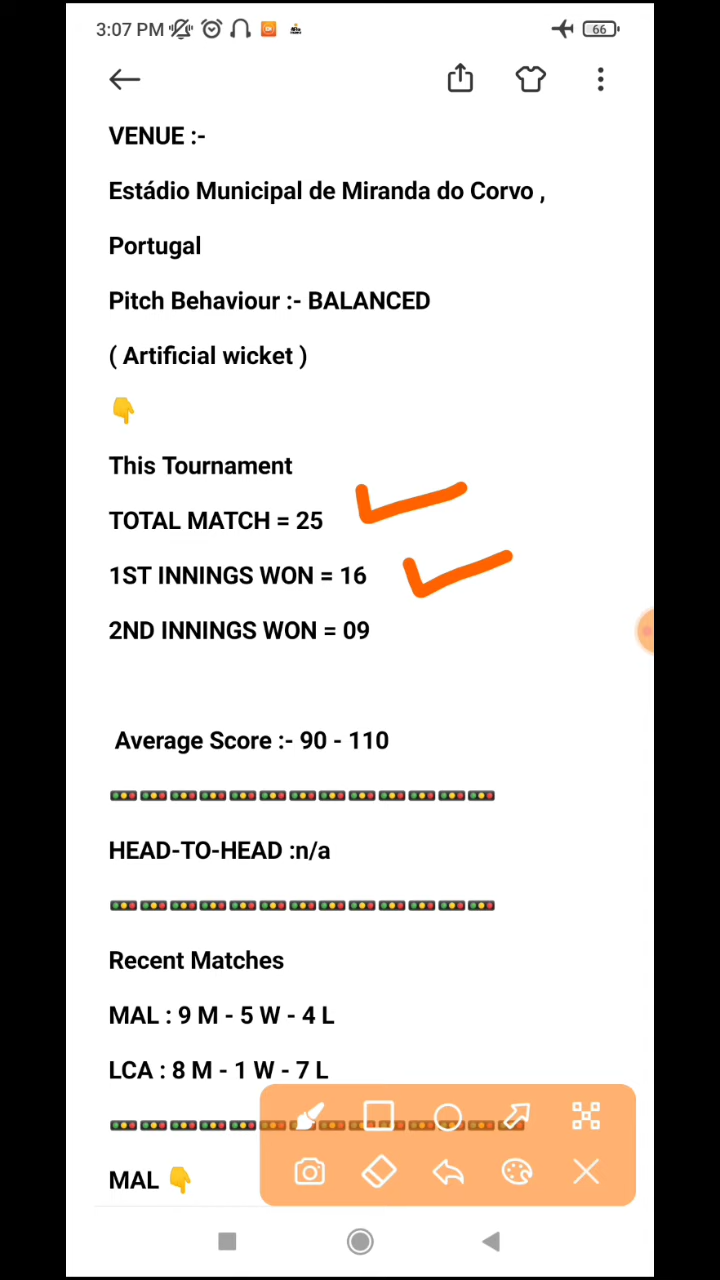 3:07 PM
66
VENUE :-
Estádio Municipal de Miranda do Corvo ,
Portugal
Pitch Behaviour :- BALANCED
( Artificial wicket )
👇
This Tournament
TOTAL MATCH = 25
1ST INNINGS WON = 16
2ND INNINGS WON = 09
Average Score :- 90 - 110
🚥🚥🚥🚥🚥🚥🚥🚥🚥🚥🚥🚥🚥
HEAD-TO-HEAD :n/a
🚥🚥🚥🚥🚥🚥🚥🚥🚥🚥🚥🚥🚥
Recent Matches
MAL : 9 M - 5 W - 4 L
LCA : 8 M - 1 W - 7 L
🚥🚥🚥🚥🚥🚥🚥🚥🚥🚥🚥🚥🚥🚥
MAL 👇